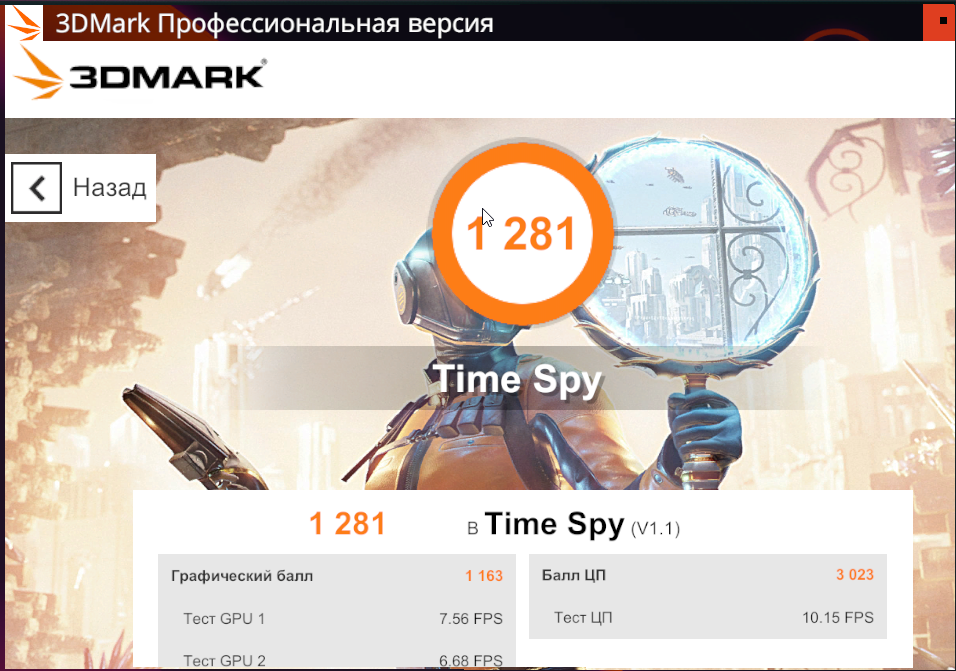 3DMark Профессиональная версия
3DMARK®
Назад
1 281
Time Spy
1 281 в Time Spy (V1.1)
Графический балл 1 163
Тест GPU 1 7.56 FPS
Тест GPU 2 6.68 FPS
Балл ЦП 3 023
Тест ЦП 10.15 FPS